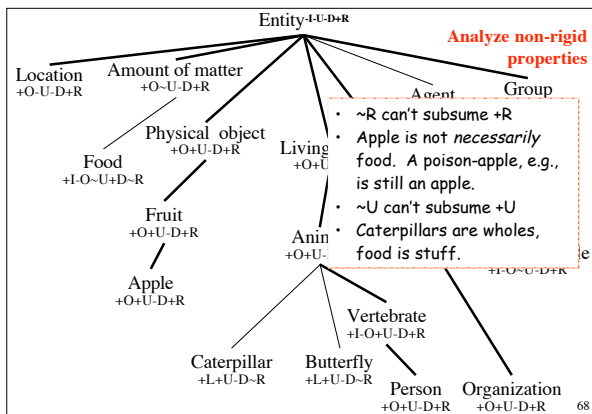 Entity-I-U-D+R
Analyze non-rigid
properties
Location
+O-U-D+R
Amount of matter
+O~U-D+R
Agent
Group
Physical object
+O+U-D+R
Living
+O+U
Food
+I-O~U+D~R
• ~R can't subsume +R
• Apple is not necessarily
food. A poison-apple, e.g.,
is still an apple.
• ~U can't subsume +U
• Caterpillars are wholes,
food is stuff.
Fruit
+O+U-D+R
Anim
+O+U-
e
+I-O~U-D+R
Apple
+O+U-D+R
Vertebrate
+I-O+U-D+R
Caterpillar
+L+U-D~R
Butterfly
+L+U-D~R
Person
+O+U-D+R
Organization
+O+U-D+R
68